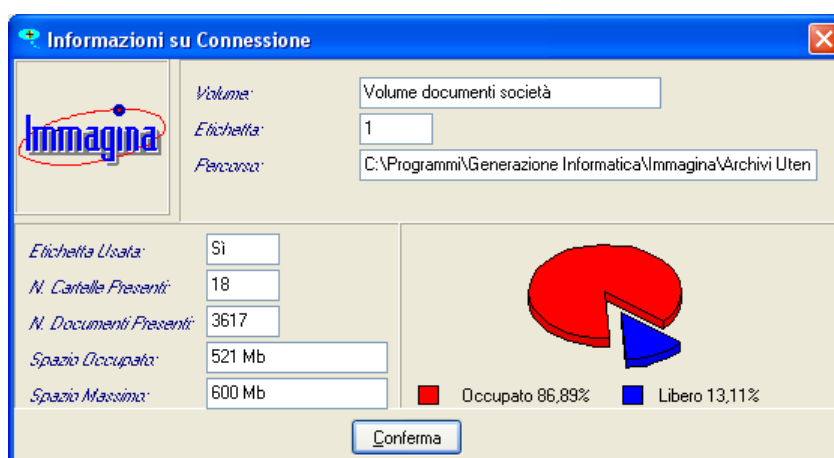 Informazioni su Connessione
Immagina
Volume: Volume documenti società
Etichetta: 1
Percorso: C:\Programmi\Generazione Informatica\Immagina\Archivi Uten
Etichetta Usata: Sì
N. Cartelle Presenti: 18
N. Documenti Presenti: 3617
Spazio Occupato: 521 Mb
Spazio Massimo: 600 Mb
Occupato 86,89% Libero 13,11%
Conferma